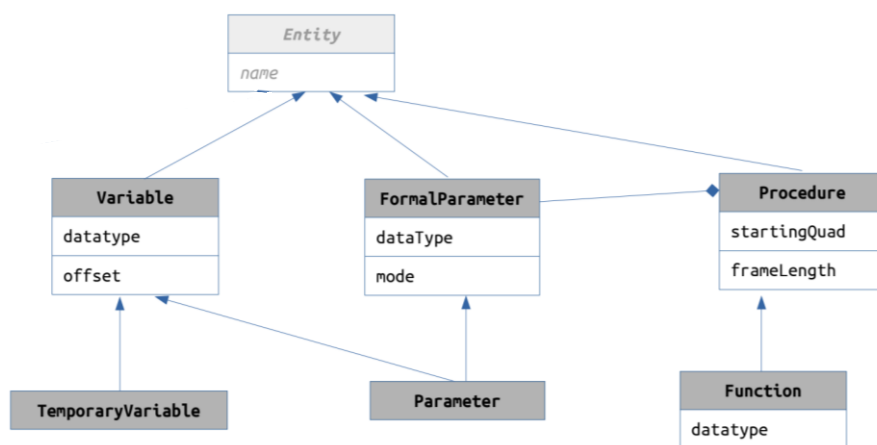 Entity
name
Variable
datatype
offset
FormalParameter
dataType
mode
Procedure
startingQuad
frameLength
TemporaryVariable
Parameter
Function
datatype